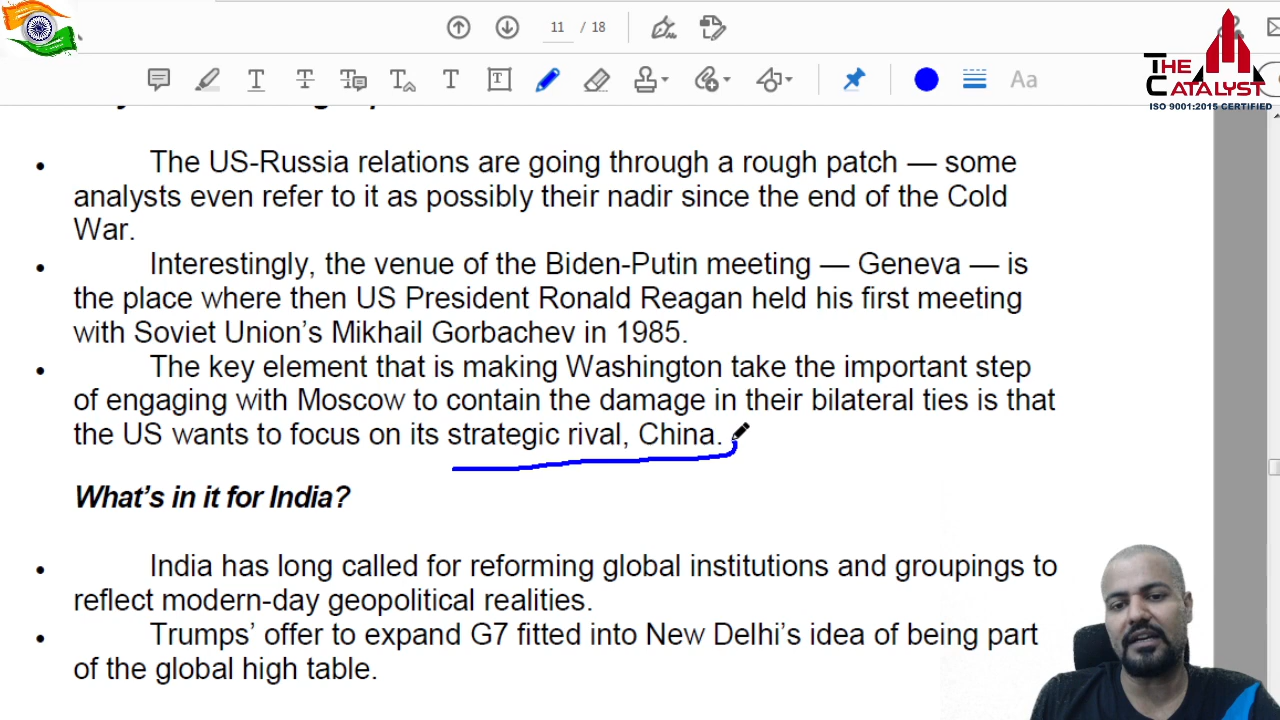 11 / 18
THE
CATALYST
ISO 9001:2015 CERTIFIED
Aa
The US-Russia relations are going through a rough patch — some
analysts even refer to it as possibly their nadir since the end of the Cold
War.
Interestingly, the venue of the Biden-Putin meeting — Geneva — is
the place where then US President Ronald Reagan held his first meeting
with Soviet Union’s Mikhail Gorbachev in 1985.
The key element that is making Washington take the important step
of engaging with Moscow to contain the damage in their bilateral ties is that
the US wants to focus on its strategic rival, China.
What’s in it for India?
India has long called for reforming global institutions and groupings to
reflect modern-day geopolitical realities.
Trumps’ offer to expand G7 fitted into New Delhi’s idea of being part
of the global high table.